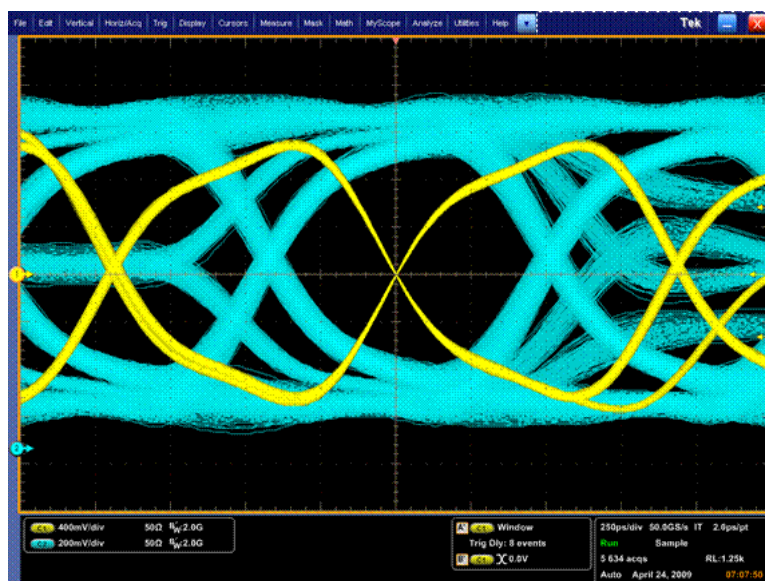 File Edit Vertical Horiz/Acq Trig Display Cursors Measure Mask Math MyScope Analyze Utilities Help Tek X
1
2
C1 400mV/div 50Ω BW:2.0G
C2 200mV/div 50Ω BW:2.0G
A' C1 Window
Trig Dly: 8 events
B' C1 0.0V
250ps/div 50.0GS/s IT 2.0ps/pt
Run Sample
5 634 acqs RL:1.25k
Auto April 24, 2009 07:07:50